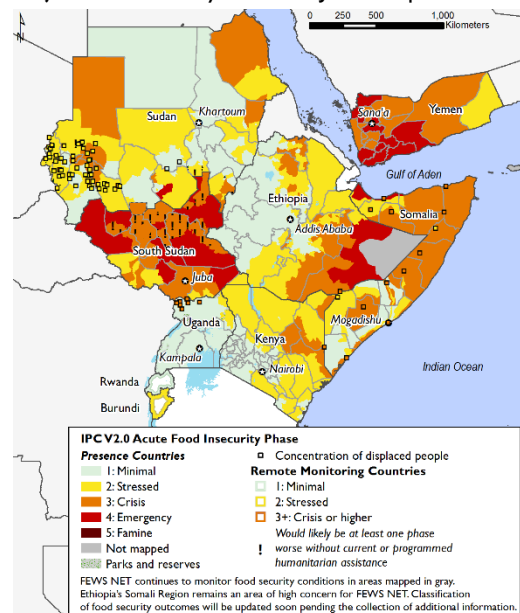 0 250 500 1,000
Kilometers
N
Sudan
Khartoum
Sana'a
Yemen
Gulf of Aden
Ethiopia
Addis Ababa
Somalia
South Sudan
Juba
Uganda
Kenya
Mogadishu
Kampala
Nairobi
Rwanda
Burundi
Indian Ocean
IPC V2.0 Acute Food Insecurity Phase
Presence Countries
1: Minimal
2: Stressed
3: Crisis
4: Emergency
5: Famine
Not mapped
Parks and reserves
Concentration of displaced people
Remote Monitoring Countries
1: Minimal
2: Stressed
3+: Crisis or higher
Would likely be at least one phase
! worse without current or programmed
humanitarian assistance
FEWS NET continues to monitor food security conditions in areas mapped in gray.
Ethiopia's Somali Region remains an area of high concern for FEWS NET. Classification
of food security outcomes will be updated soon pending the collection of additional information.